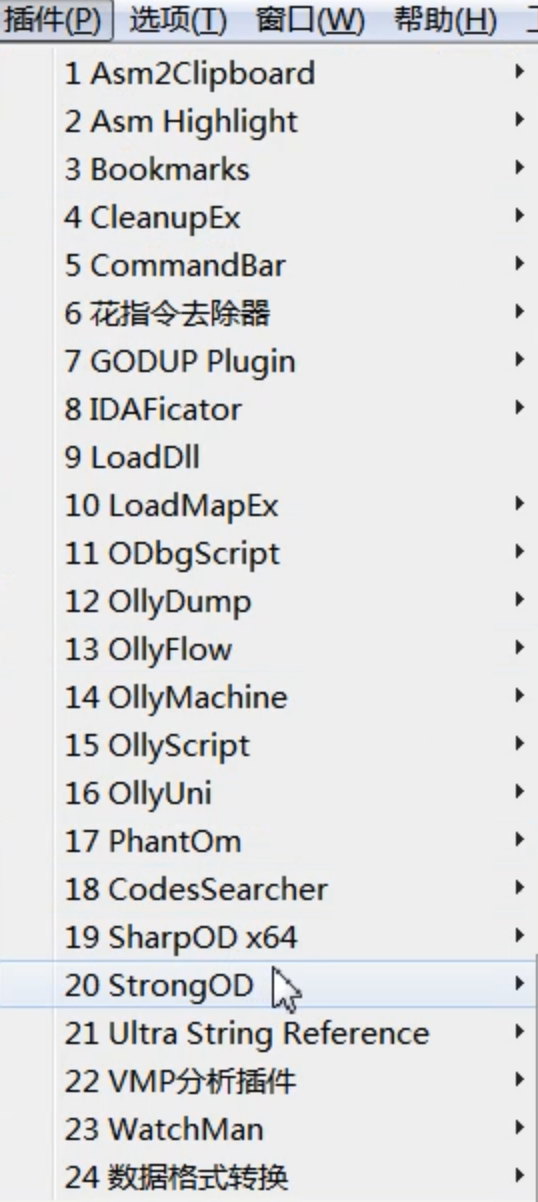 插件(P) 选项(T) 窗口(W) 帮助(H)
1 Asm2Clipboard
2 Asm Highlight
3 Bookmarks
4 CleanupEx
5 CommandBar
6 花指令去除器
7 GODUP Plugin
8 IDAFicator
9 LoadDll
10 LoadMapEx
11 ODbgScript
12 OllyDump
13 OllyFlow
14 OllyMachine
15 OllyScript
16 OllyUni
17 PhantOm
18 CodesSearcher
19 SharpOD x64
20 StrongOD
21 Ultra String Reference
22 VMP分析插件
23 WatchMan
24 数据格式转换